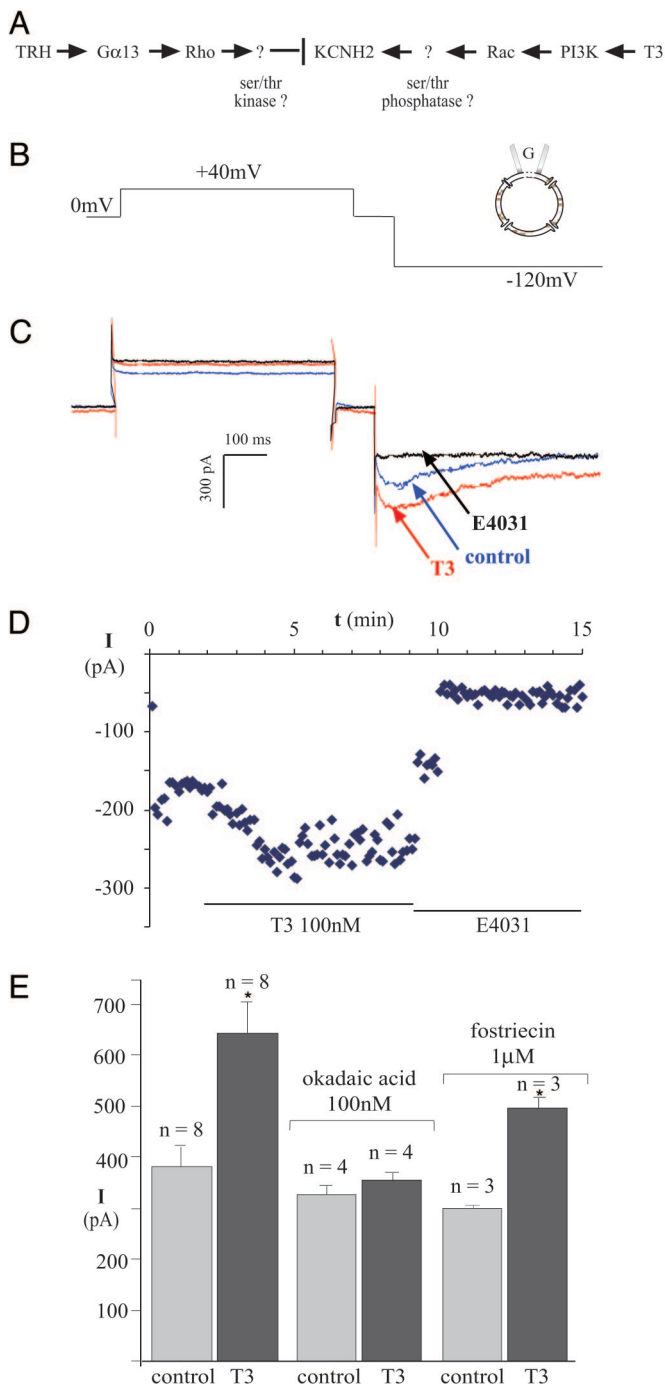 A
TRH Gα13 Rho ? KCNH2 ? Rac PI3K T3
ser/thr
kinase ?
ser/thr
phosphatase ?
B
0mV
+40mV
G
-120mV
C
100 ms
300 pA
E4031
control
T3
D
I
(pA)
t (min)
0 5 10 15
-100
-200
-300
T3 100nM
E4031
E
700
600
500
400
I
(pA)
200
100
n = 8
n = 8
*
okadaic acid
100nM
n = 4
n = 4
fostriecin
1μM
n = 3
n = 3
*
control T3 control T3 control T3